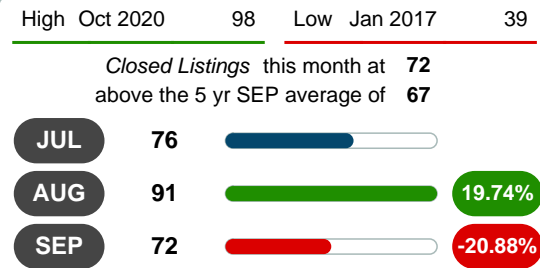 High Oct 2020 98 Low Jan 2017 39
Closed Listings this month at 72
above the 5 yr SEP average of 67
JUL 76
AUG 91 19.74%
SEP 72 -20.88%